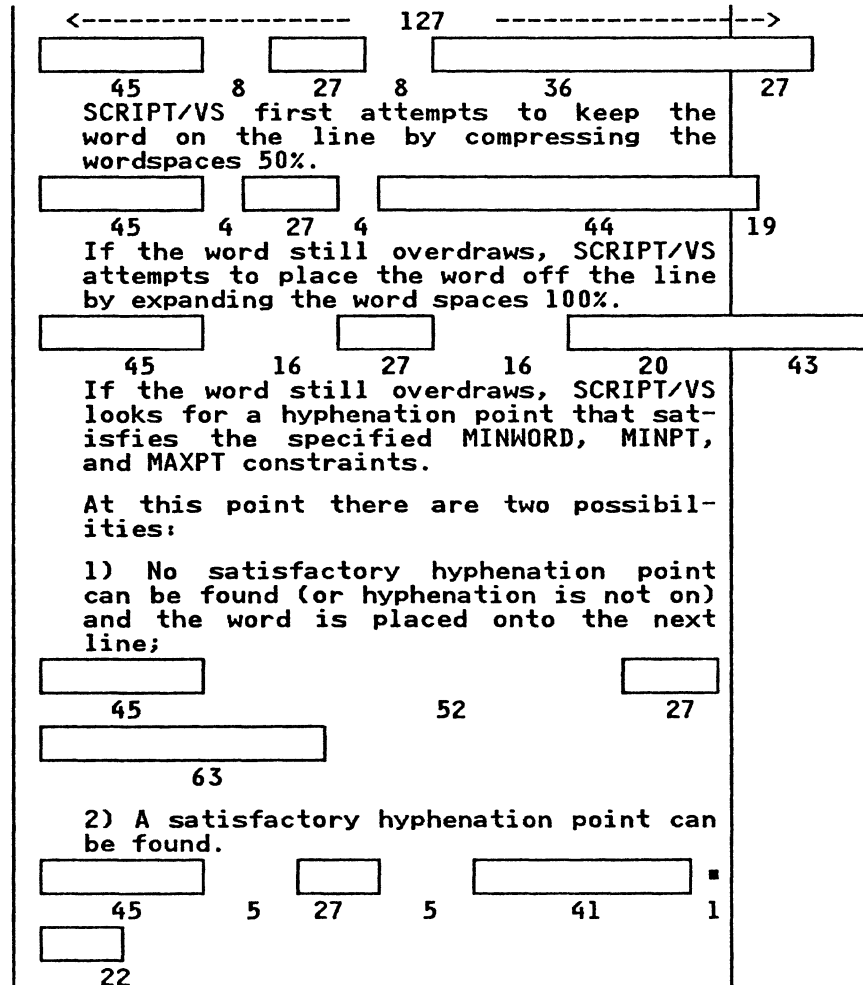 <------------------ 127 ------------------>
45 8 27 8 36 27
SCRIPT/VS first attempts to keep the
word on the line by compressing the
wordspaces 50%.
45 4 27 4 44 19
If the word still overdraws, SCRIPT/VS
attempts to place the word off the line
by expanding the word spaces 100%.
45 16 27 16 20 43
If the word still overdraws, SCRIPT/VS
looks for a hyphenation point that sat-
isfies the specified MINWORD, MINPT,
and MAXPT constraints.
At this point there are two possibil-
ities:
1) No satisfactory hyphenation point
can be found (or hyphenation is not on)
and the word is placed onto the next
line;
45 52 27
63
2) A satisfactory hyphenation point can
be found.
45 5 27 5 41 1
22